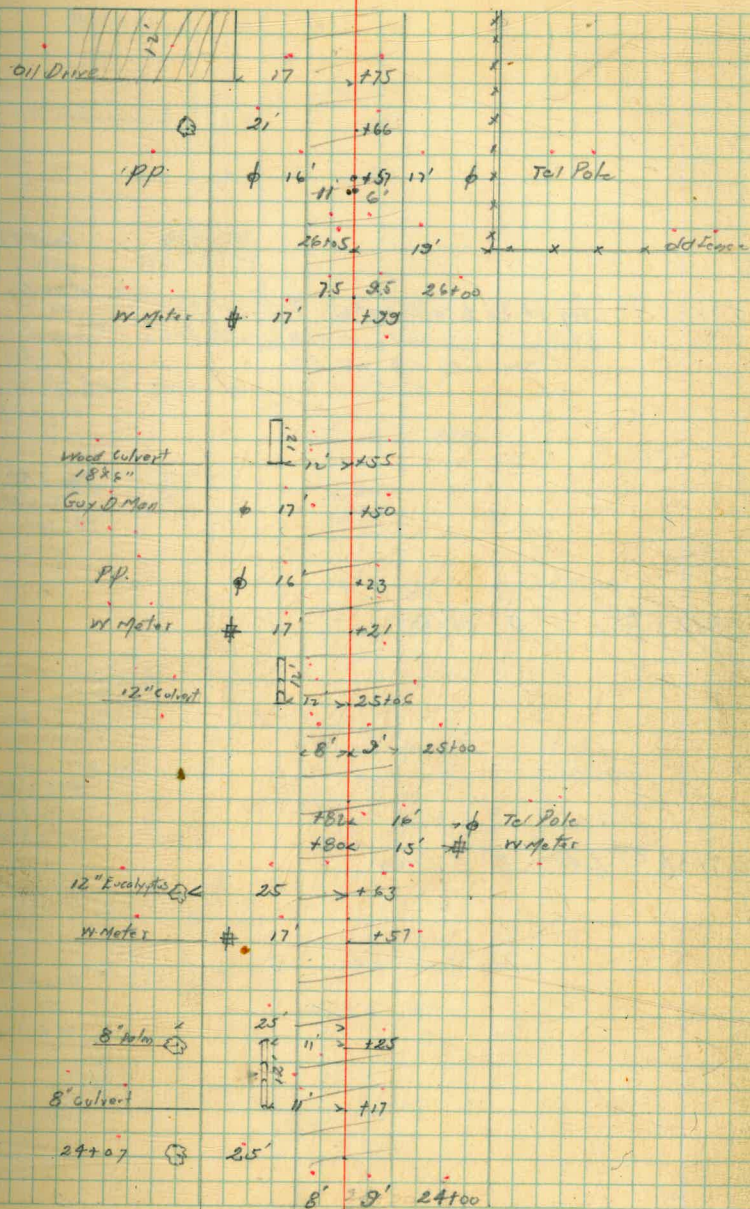 12'
Oil Drive 17 +75
21' +66
P.P. 16' +57 17' Tel Pole
11' 6'
26+05 19' Old Fence
7.5 9.5 26+00
W Meter 17' +99
12'
Wood Culvert 12' +55
18"x6"
Guy D Man 17' +50
P.P. 16' +23
W Meter 17' +21
12'
12" Culvert 12' 25+06
8' 9' 25+00
+82 16' Tel Pole
+80 15' W Meter
12" Eucalyptus 25 +63
W Meter 17' +57
25'
8" Palm 11' +25
12'
8" Culvert 11' +17
24+07 25'
8' 9' 24+00